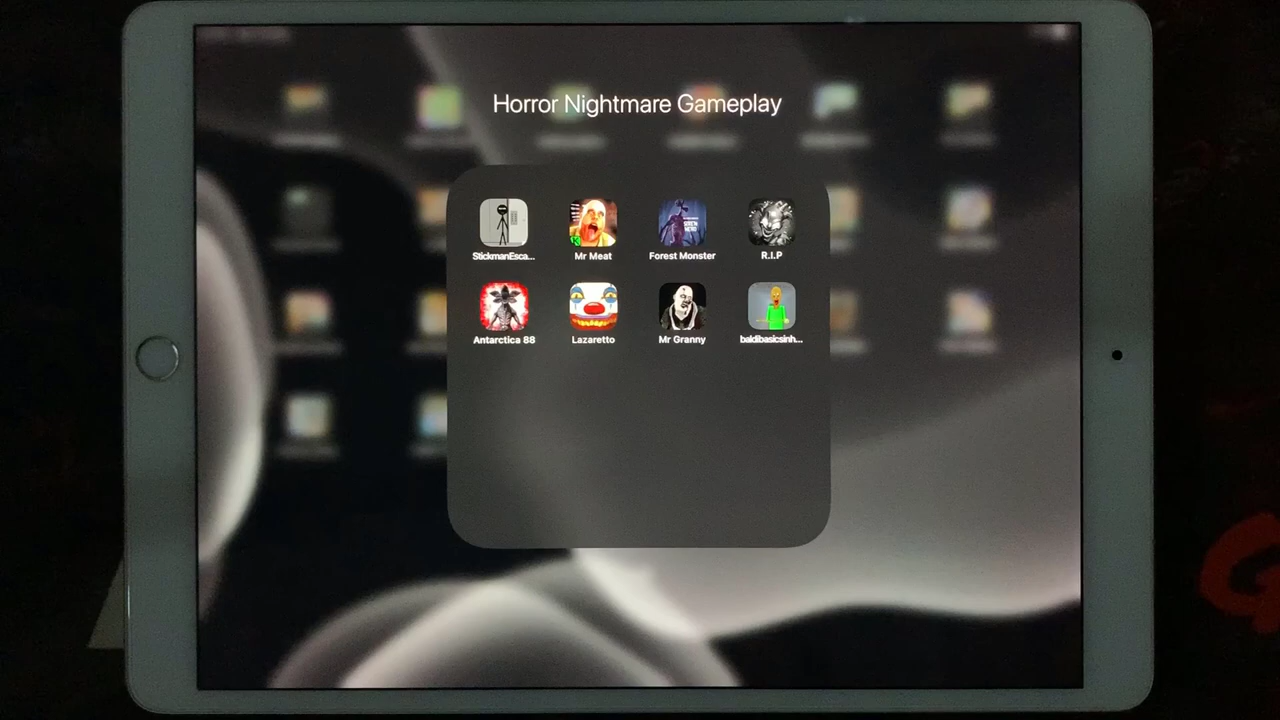 Horror Nightmare Gameplay
StickmanEsca...
Mr Meat
Forest Monster
R.I.P
Antarctica 88
Lazaretto
Mr Granny
baldibasicsinh...